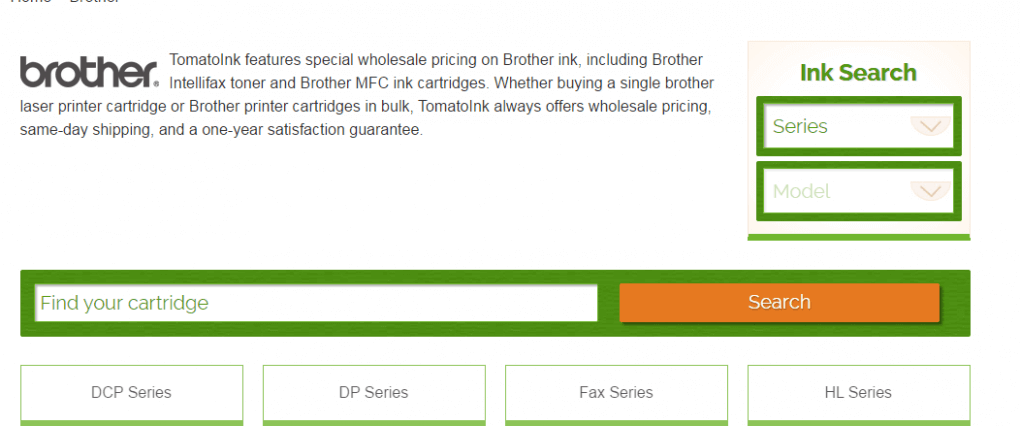 Home Brother
brother®
TomatoInk features special wholesale pricing on Brother ink, including Brother
Intellifax toner and Brother MFC ink cartridges. Whether buying a single brother
laser printer cartridge or Brother printer cartridges in bulk, TomatoInk always offers wholesale pricing,
same-day shipping, and a one-year satisfaction guarantee.
Ink Search
Series
Model
Find your cartridge
Search
DCP Series
DP Series
Fax Series
HL Series